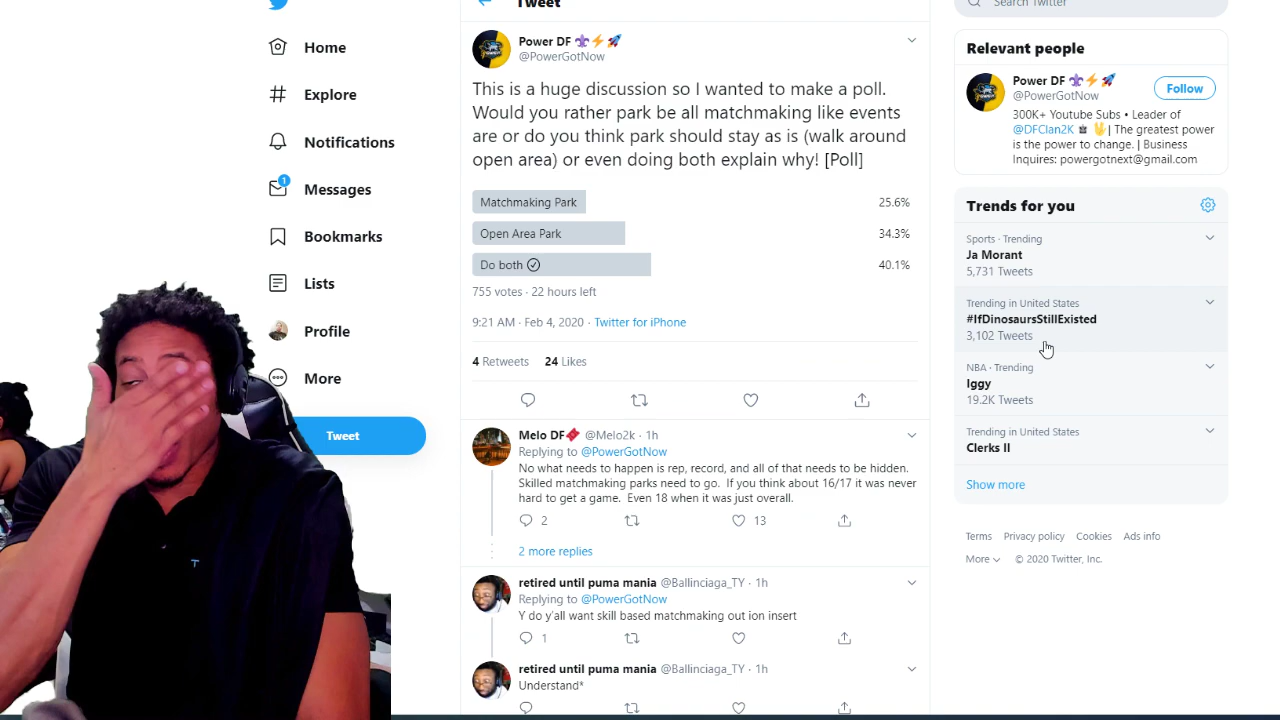 Home
Explore
Notifications
1
Messages
Bookmarks
Lists
Profile
More
Tweet
Tweet
Power DF ⚜️⚡🚀
@PowerGotNow
This is a huge discussion so I wanted to make a poll.
Would you rather park be all matchmaking like events
are or do you think park should stay as is (walk around
open area) or even doing both explain why! [Poll]
Matchmaking Park 25.6%
Open Area Park 34.3%
Do both 40.1%
755 votes · 22 hours left
9:21 AM · Feb 4, 2020 · Twitter for iPhone
4 Retweets 24 Likes
Melo DF @Melo2k · 1h
Replying to @PowerGotNow
No what needs to happen is rep, record, and all of that needs to be hidden.
Skilled matchmaking parks need to go. If you think about 16/17 it was never
hard to get a game. Even 18 when it was just overall.
2 13
2 more replies
retired until puma mania @Ballinciaga_TY · 1h
Replying to @PowerGotNow
Y do y'all want skill based matchmaking out ion insert
1
retired until puma mania @Ballinciaga_TY · 1h
Understand*
Search Twitter
Relevant people
Power DF ⚜️⚡🚀
@PowerGotNow
Follow
300K+ Youtube Subs • Leader of
@DFClan2K | The greatest power
is the power to change. | Business
Inquires: powergotnext@gmail.com
Trends for you
Sports · Trending
Ja Morant
5,731 Tweets
Trending in United States
#IfDinosaursStillExisted
3,102 Tweets
NBA · Trending
Iggy
19.2K Tweets
Trending in United States
Clerks II
Show more
Terms Privacy policy Cookies Ads info
More © 2020 Twitter, Inc.